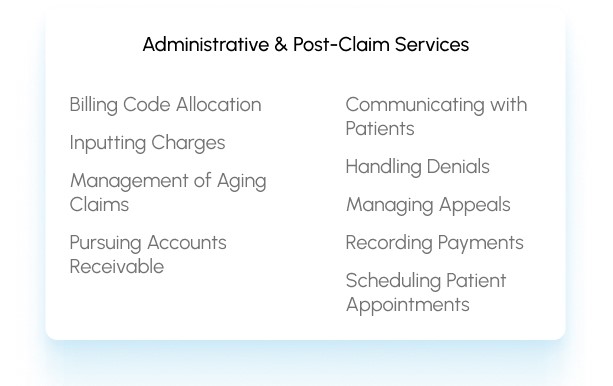 Administrative & Post-Claim Services
Billing Code Allocation
Inputting Charges
Management of Aging
Claims
Pursuing Accounts
Receivable
Communicating with
Patients
Handling Denials
Managing Appeals
Recording Payments
Scheduling Patient
Appointments